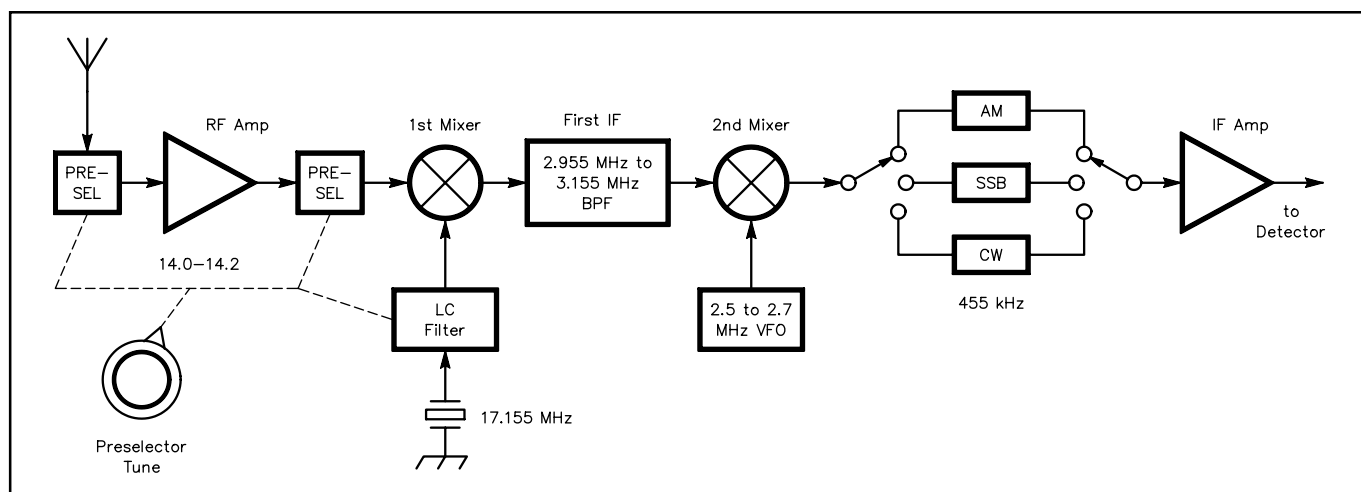 RF Amp
1st Mixer
First IF
2nd Mixer
AM
IF Amp
PRE-
SEL
PRE-
SEL
2.955 MHz to
3.155 MHz
BPF
SSB
to
Detector
14.0–14.2
CW
LC
Filter
2.5 to 2.7
MHz VFO
455 kHz
17.155 MHz
Preselector
Tune